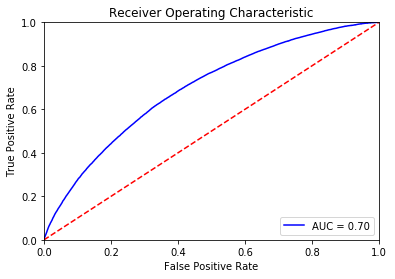 Receiver Operating Characteristic
1.0
0.8
0.6
0.4
0.2
0.0
True Positive Rate
AUC = 0.70
0.0 0.2 0.4 0.6 0.8 1.0
False Positive Rate